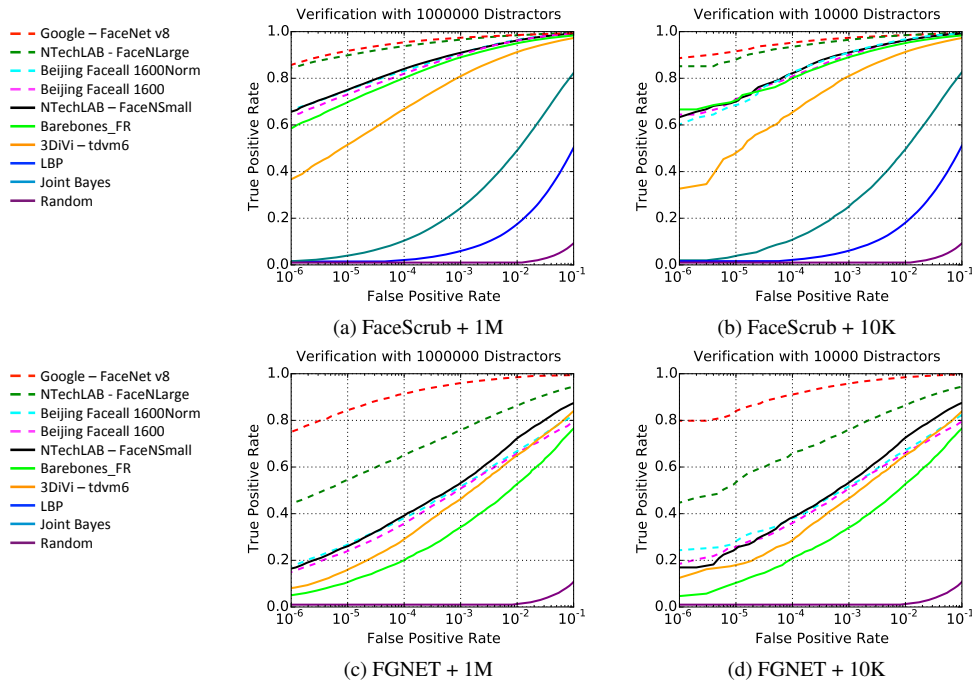 Google – FaceNet v8
NTechLAB - FaceNLarge
Beijing Faceall 1600Norm
Beijing Faceall 1600
NTechLAB – FaceNSmall
Barebones_FR
3DiVi – tdvm6
LBP
Joint Bayes
Random
Verification with 1000000 Distractors
True Positive Rate
1.0
0.8
0.6
0.4
0.2
0.0
10⁻⁶ 10⁻⁵ 10⁻⁴ 10⁻³ 10⁻² 10⁻¹
False Positive Rate
(a) FaceScrub + 1M
Verification with 10000 Distractors
True Positive Rate
1.0
0.8
0.6
0.4
0.2
0.0
10⁻⁶ 10⁻⁵ 10⁻⁴ 10⁻³ 10⁻² 10⁻¹
False Positive Rate
(b) FaceScrub + 10K
Google – FaceNet v8
NTechLAB - FaceNLarge
Beijing Faceall 1600Norm
Beijing Faceall 1600
NTechLAB – FaceNSmall
Barebones_FR
3DiVi – tdvm6
LBP
Joint Bayes
Random
Verification with 1000000 Distractors
True Positive Rate
1.0
0.8
0.6
0.4
0.2
0.0
10⁻⁶ 10⁻⁵ 10⁻⁴ 10⁻³ 10⁻² 10⁻¹
False Positive Rate
(c) FGNET + 1M
Verification with 10000 Distractors
True Positive Rate
1.0
0.8
0.6
0.4
0.2
0.0
10⁻⁶ 10⁻⁵ 10⁻⁴ 10⁻³ 10⁻² 10⁻¹
False Positive Rate
(d) FGNET + 10K